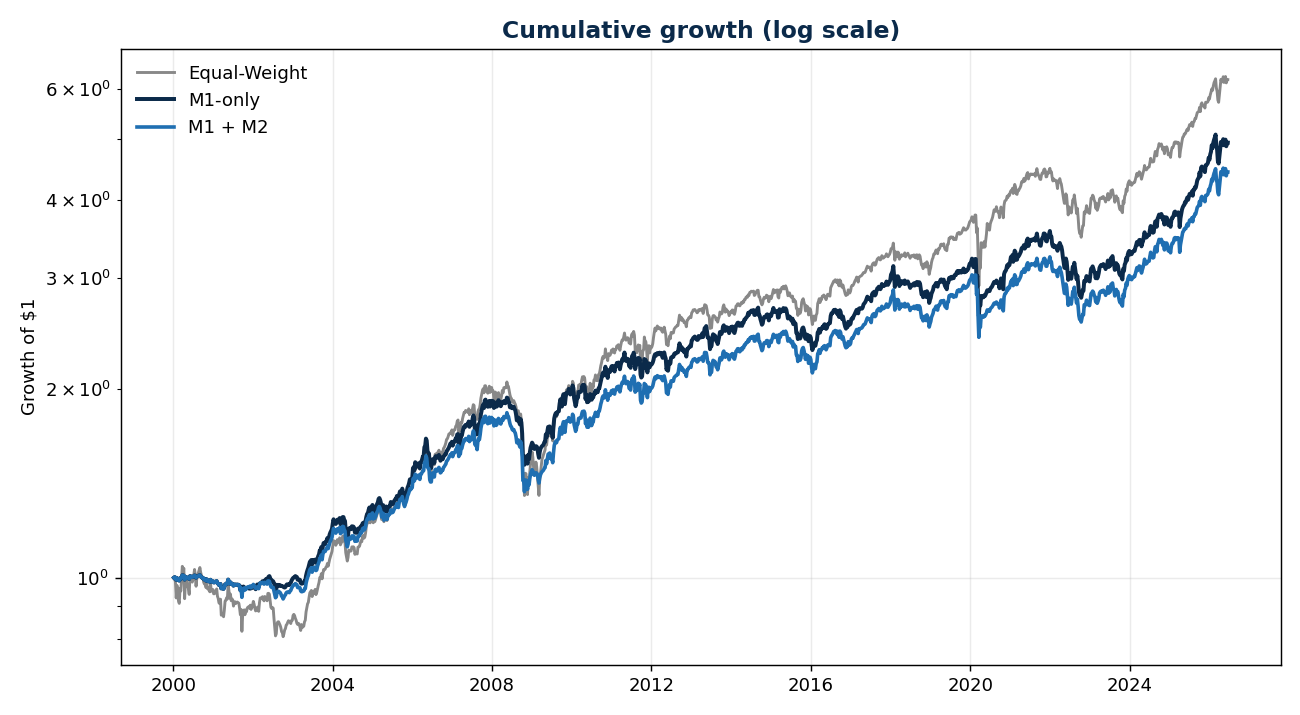 Cumulative growth (log scale)
Equal-Weight
M1-only
M1 + M2
Growth of $1
6 × 10⁰
4 × 10⁰
3 × 10⁰
2 × 10⁰
10⁰
2000 2004 2008 2012 2016 2020 2024